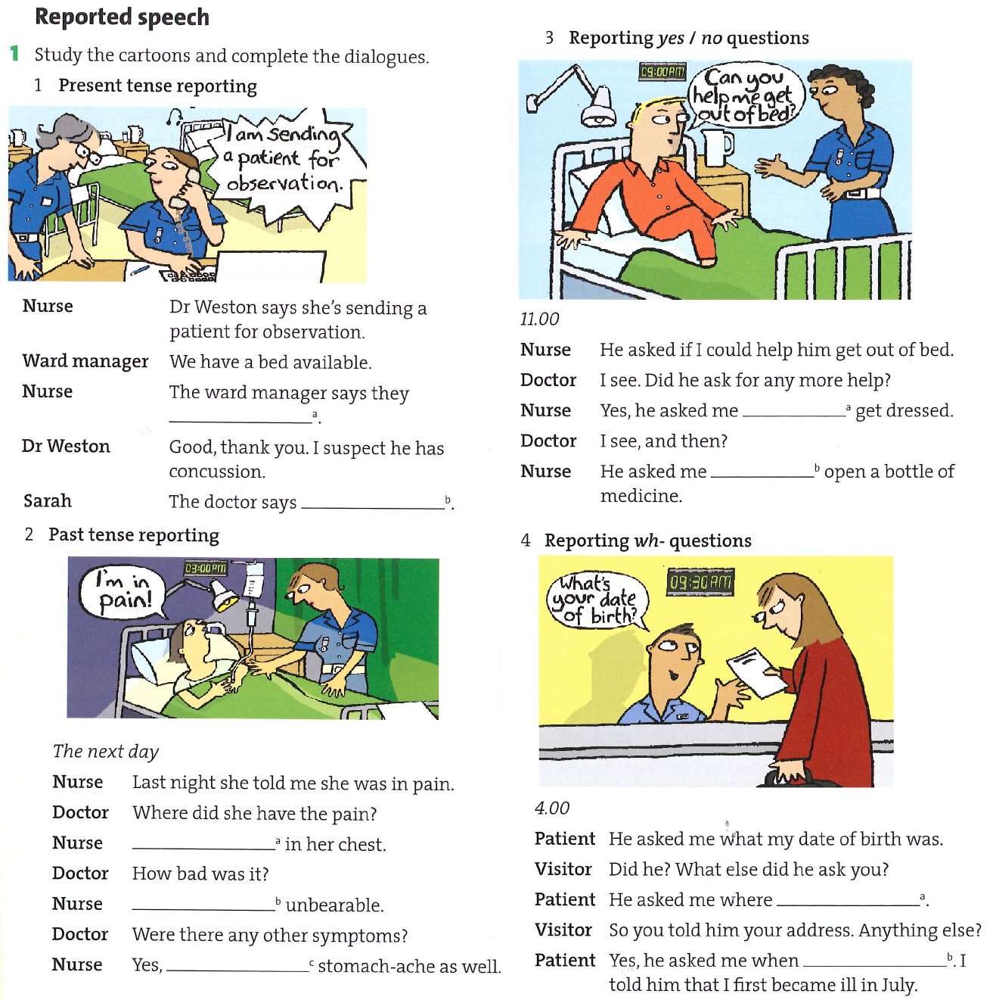 Reported speech
1 Study the cartoons and complete the dialogues.
1 Present tense reporting
I am sending
a patient for
observation.
Nurse Dr Weston says she's sending a
patient for observation.
Ward manager We have a bed available.
Nurse The ward manager says they
____________ a.
Dr Weston Good, thank you. I suspect he has
concussion.
Sarah The doctor says ____________ b.
2 Past tense reporting
I'm in
pain!
03:00AM
The next day
Nurse Last night she told me she was in pain.
Doctor Where did she have the pain?
Nurse ____________ a in her chest.
Doctor How bad was it?
Nurse ____________ b unbearable.
Doctor Were there any other symptoms?
Nurse Yes, ____________ c stomach-ache as well.
3 Reporting yes / no questions
09:00AM
Can you
help me get
out of bed?
11.00
Nurse He asked if I could help him get out of bed.
Doctor I see. Did he ask for any more help?
Nurse Yes, he asked me ____________ a get dressed.
Doctor I see, and then?
Nurse He asked me ____________ b open a bottle of
medicine.
4 Reporting wh- questions
What's
your date
of birth?
09:30AM
4.00
Patient He asked me what my date of birth was.
Visitor Did he? What else did he ask you?
Patient He asked me where ____________ a.
Visitor So you told him your address. Anything else?
Patient Yes, he asked me when ____________ b. I
told him that I first became ill in July.